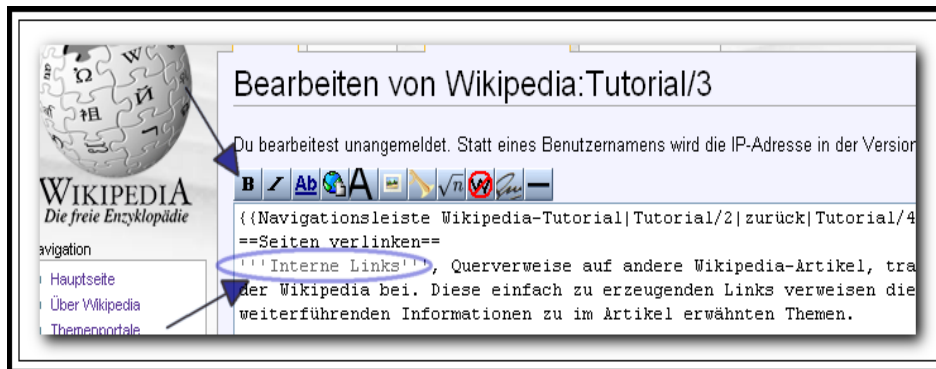 WIKIPEDIA
Die freie Enzyklopädie
avigation
Hauptseite
Über Wikipedia
Themenportale
Bearbeiten von Wikipedia:Tutorial/3
Du bearbeitest unangemeldet. Statt eines Benutzernamens wird die IP-Adresse in der Version
B I Ab A √n W
{{Navigationsleiste Wikipedia-Tutorial|Tutorial/2|zurück|Tutorial/4
==Seiten verlinken==
'''Interne Links''', Querverweise auf andere Wikipedia-Artikel, tra
der Wikipedia bei. Diese einfach zu erzeugenden Links verweisen die
weiterführenden Informationen zu im Artikel erwähnten Themen.